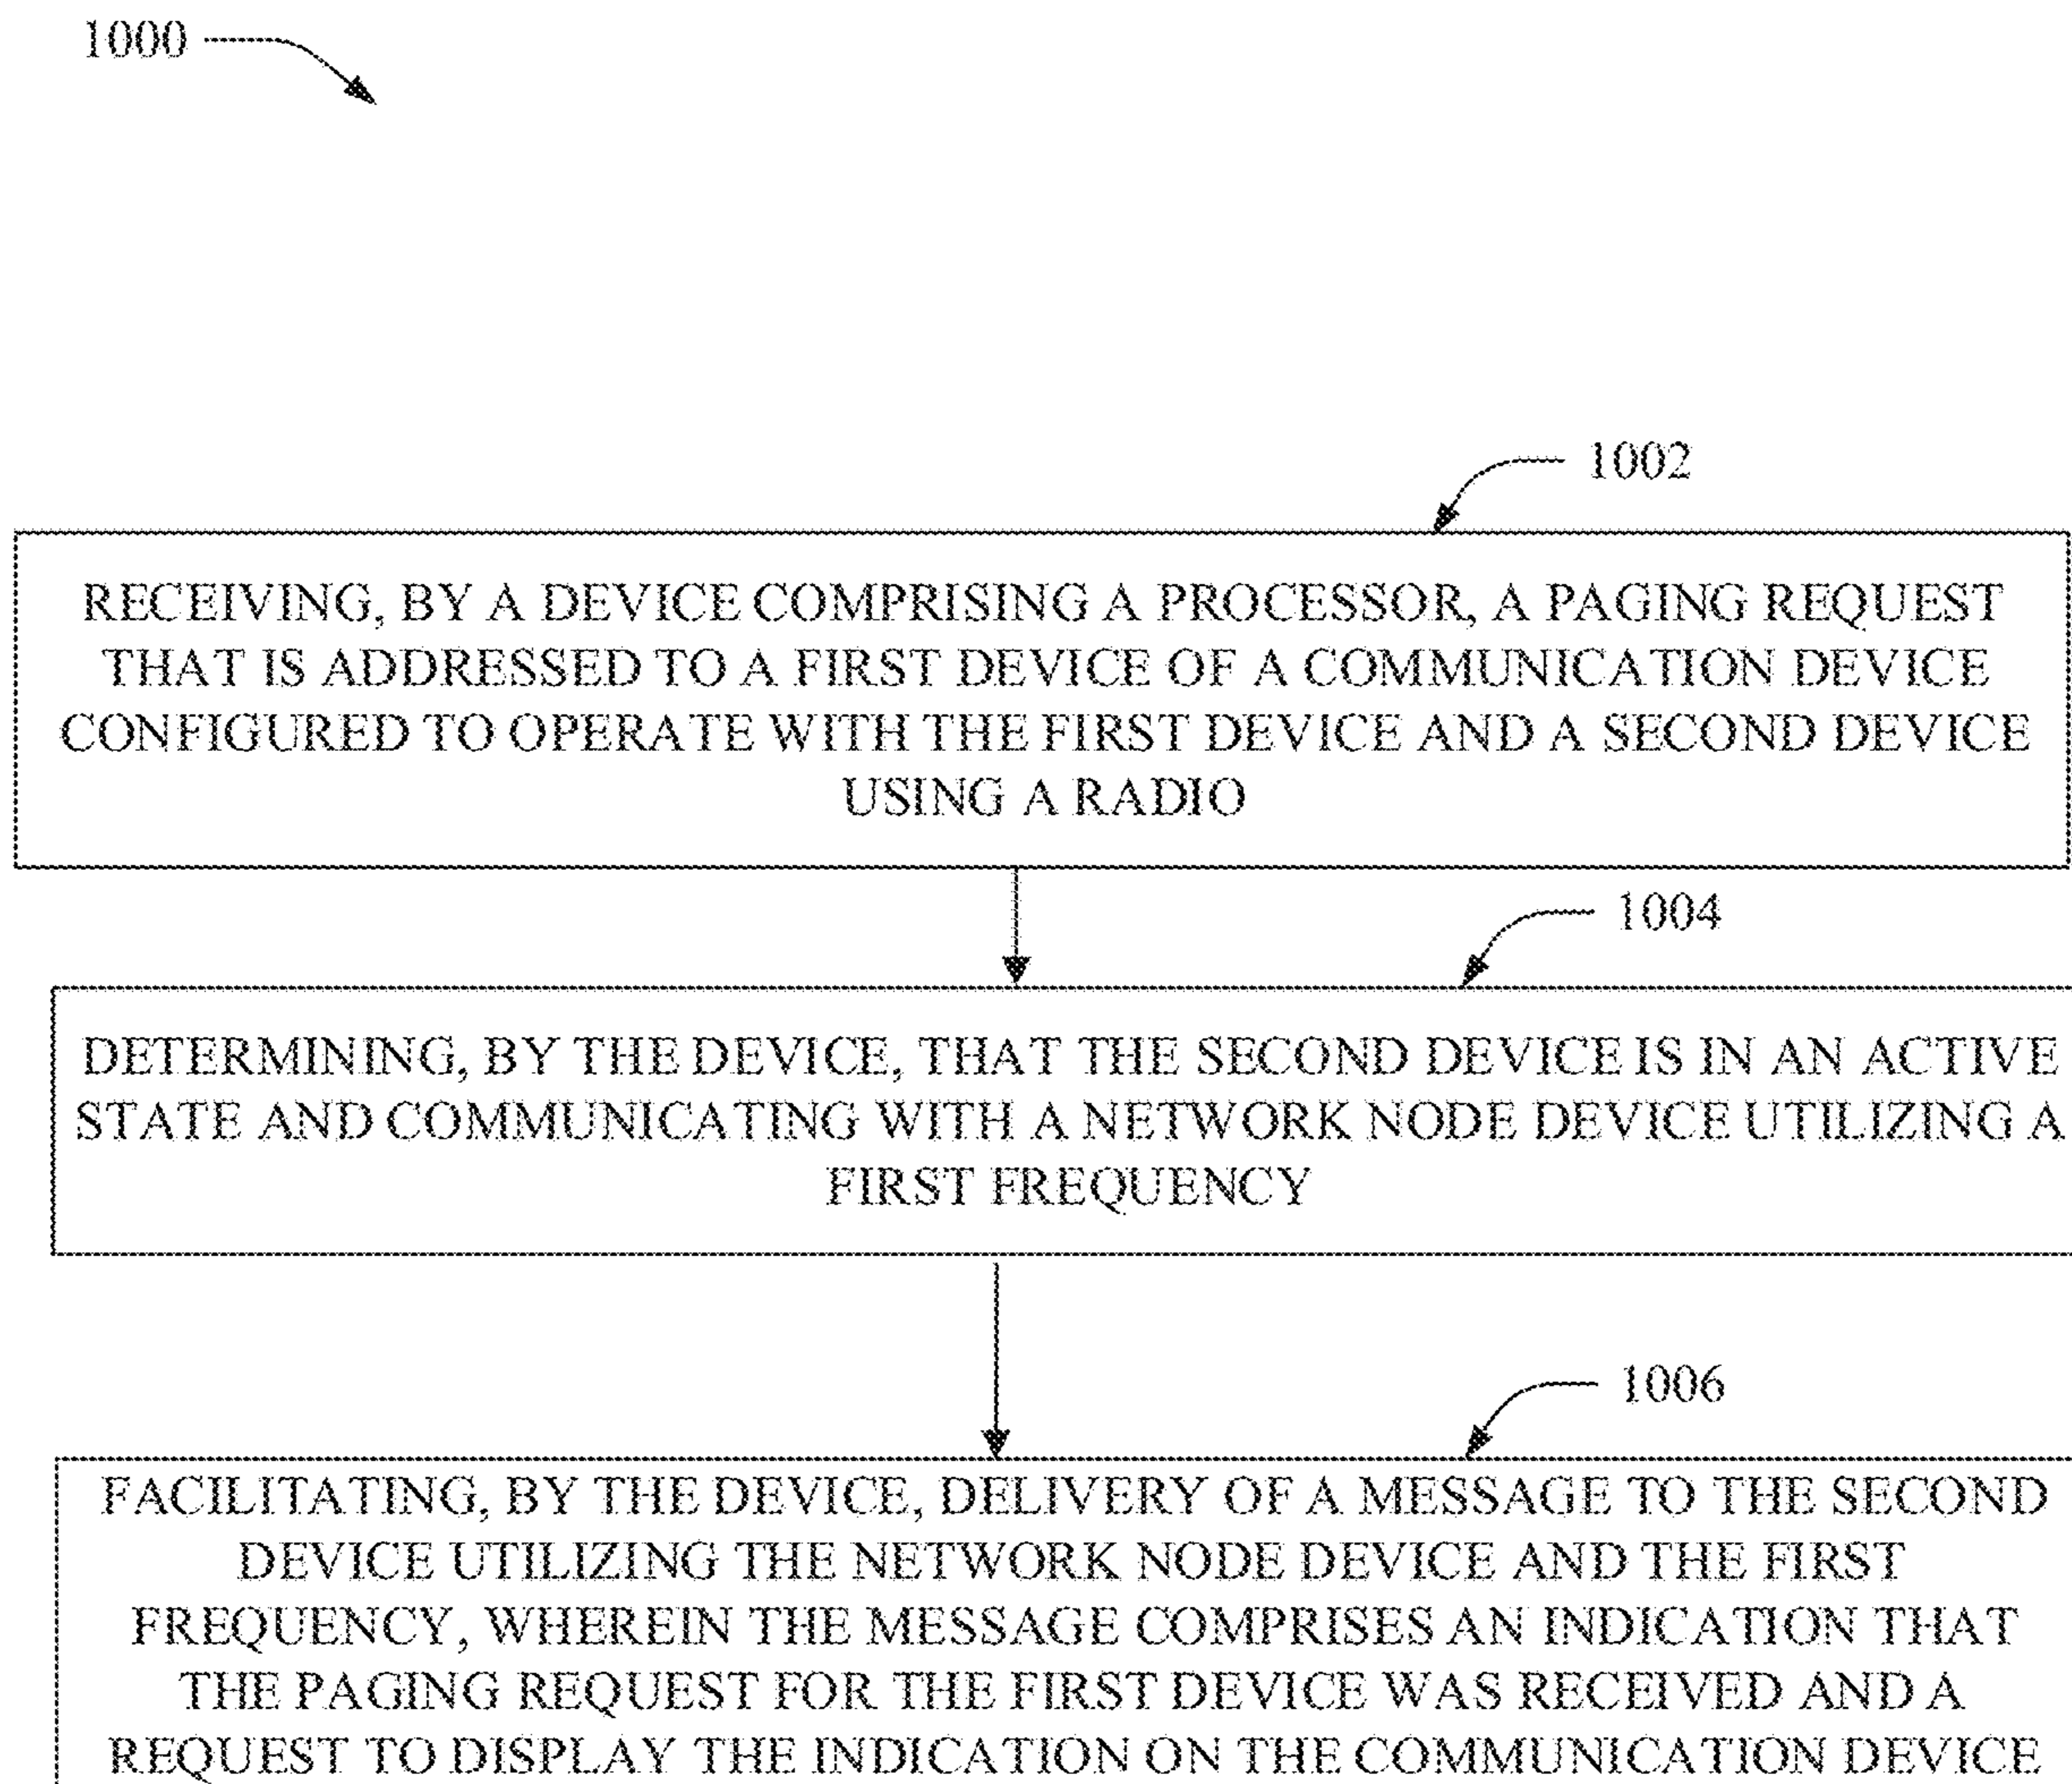 1000
1002
RECEIVING, BY A DEVICE COMPRISING A PROCESSOR, A PAGING REQUEST
THAT IS ADDRESSED TO A FIRST DEVICE OF A COMMUNICATION DEVICE
CONFIGURED TO OPERATE WITH THE FIRST DEVICE AND A SECOND DEVICE
USING A RADIO
1004
DETERMINING, BY THE DEVICE, THAT THE SECOND DEVICE IS IN AN ACTIVE
STATE AND COMMUNICATING WITH A NETWORK NODE DEVICE UTILIZING A
FIRST FREQUENCY
1006
FACILITATING, BY THE DEVICE, DELIVERY OF A MESSAGE TO THE SECOND
DEVICE UTILIZING THE NETWORK NODE DEVICE AND THE FIRST
FREQUENCY, WHEREIN THE MESSAGE COMPRISES AN INDICATION THAT
THE PAGING REQUEST FOR THE FIRST DEVICE WAS RECEIVED AND A
REQUEST TO DISPLAY THE INDICATION ON THE COMMUNICATION DEVICE